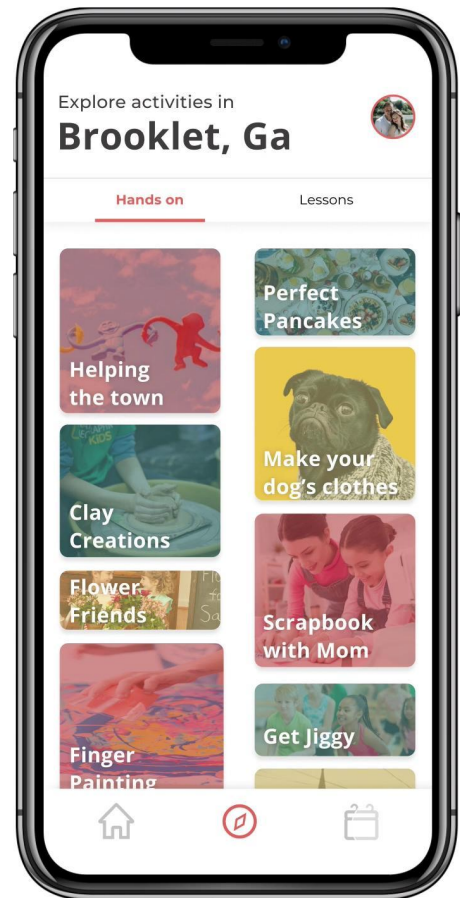 Explore activities in
Brooklet, Ga
Hands on
Lessons
Helping
the town
Clay
Creations
KIDS
Flower
Friends
Finger
Painting
Perfect
Pancakes
Make your
dog's clothes
Scrapbook
with Mom
Get Jiggy